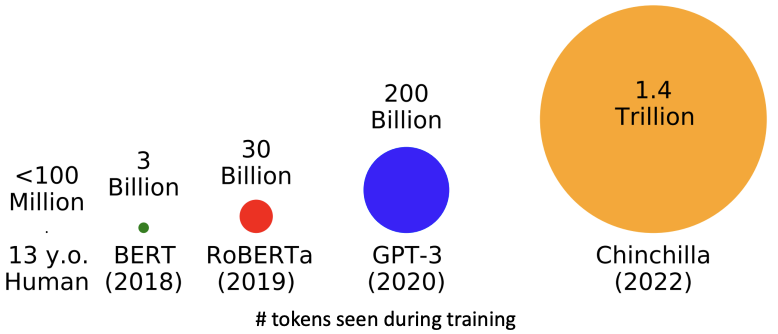 <100
Million
13 y.o.
Human
3
Billion
BERT
(2018)
30
Billion
RoBERTa
(2019)
200
Billion
GPT-3
(2020)
1.4
Trillion
Chinchilla
(2022)
# tokens seen during training